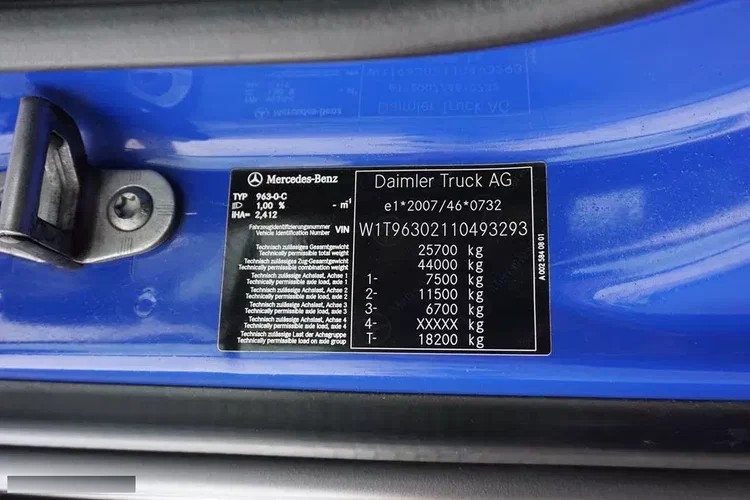 Mercedes-Benz
TYP 963-0-C
1,00 % - m⁻¹
iHA= 2,412
Fahrzeugidentifizierungsnummer
Vehicle Identification Number VIN
Technisch zulässiges Gesamtgewicht
Technically permissible total weight
Technisch zulässiges Zug-Gesamtgewicht
Technically permissible combination weight
Technisch zulässige Achslast, Achse 1
Technically permissible axle load, axle 1
Technisch zulässige Achslast, Achse 2
Technically permissible axle load, axle 2
Technisch zulässige Achslast, Achse 3
Technically permissible axle load, axle 3
Technisch zulässige Achslast, Achse 4
Technically permissible axle load, axle 4
Technisch zulässige Last der Achsgruppe
Technically permissible load on axle group
Daimler Truck AG
e1*2007/46*0732
W1T96302110493293
25700 kg
44000 kg
1- 7500 kg
2- 11500 kg
3- 6700 kg
4- XXXXX kg
T- 18200 kg
A 002 584 08 01